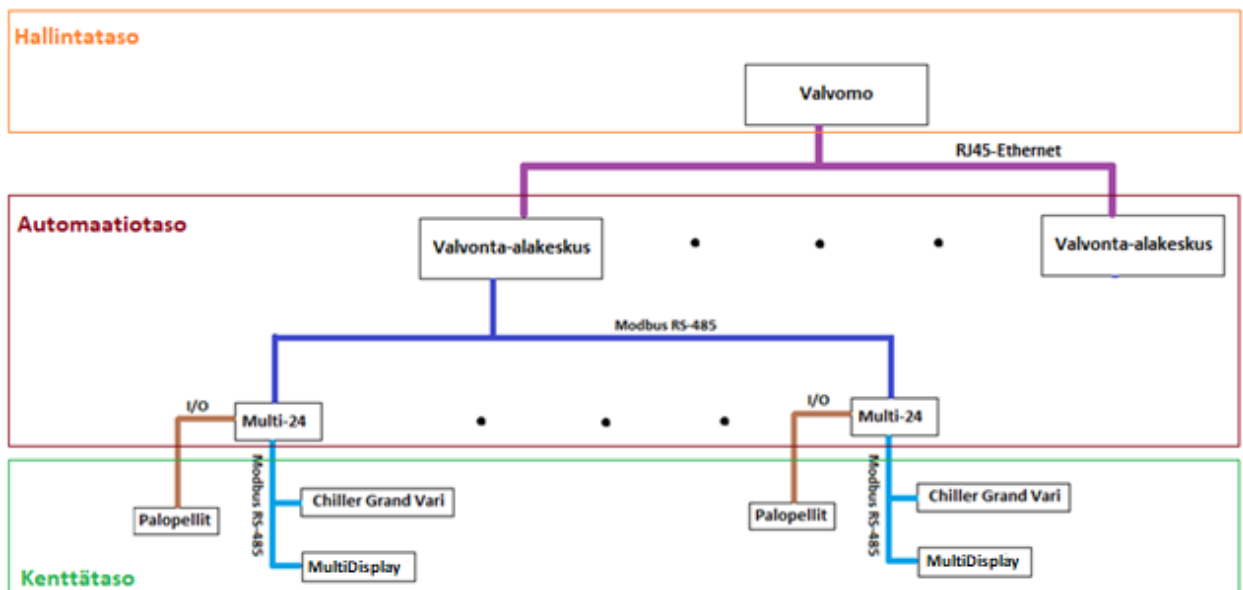 Hallintataso
Valvomo
RJ45-Ethernet
Automaatiotaso
Valvonta-alakeskus
Valvonta-alakeskus
Modbus RS-485
I/O
Multi-24
I/O
Multi-24
Modbus RS-485
Chiller Grand Vari
Palopellit
MultiDisplay
Modbus RS-485
Chiller Grand Vari
Palopellit
MultiDisplay
Kenttätaso